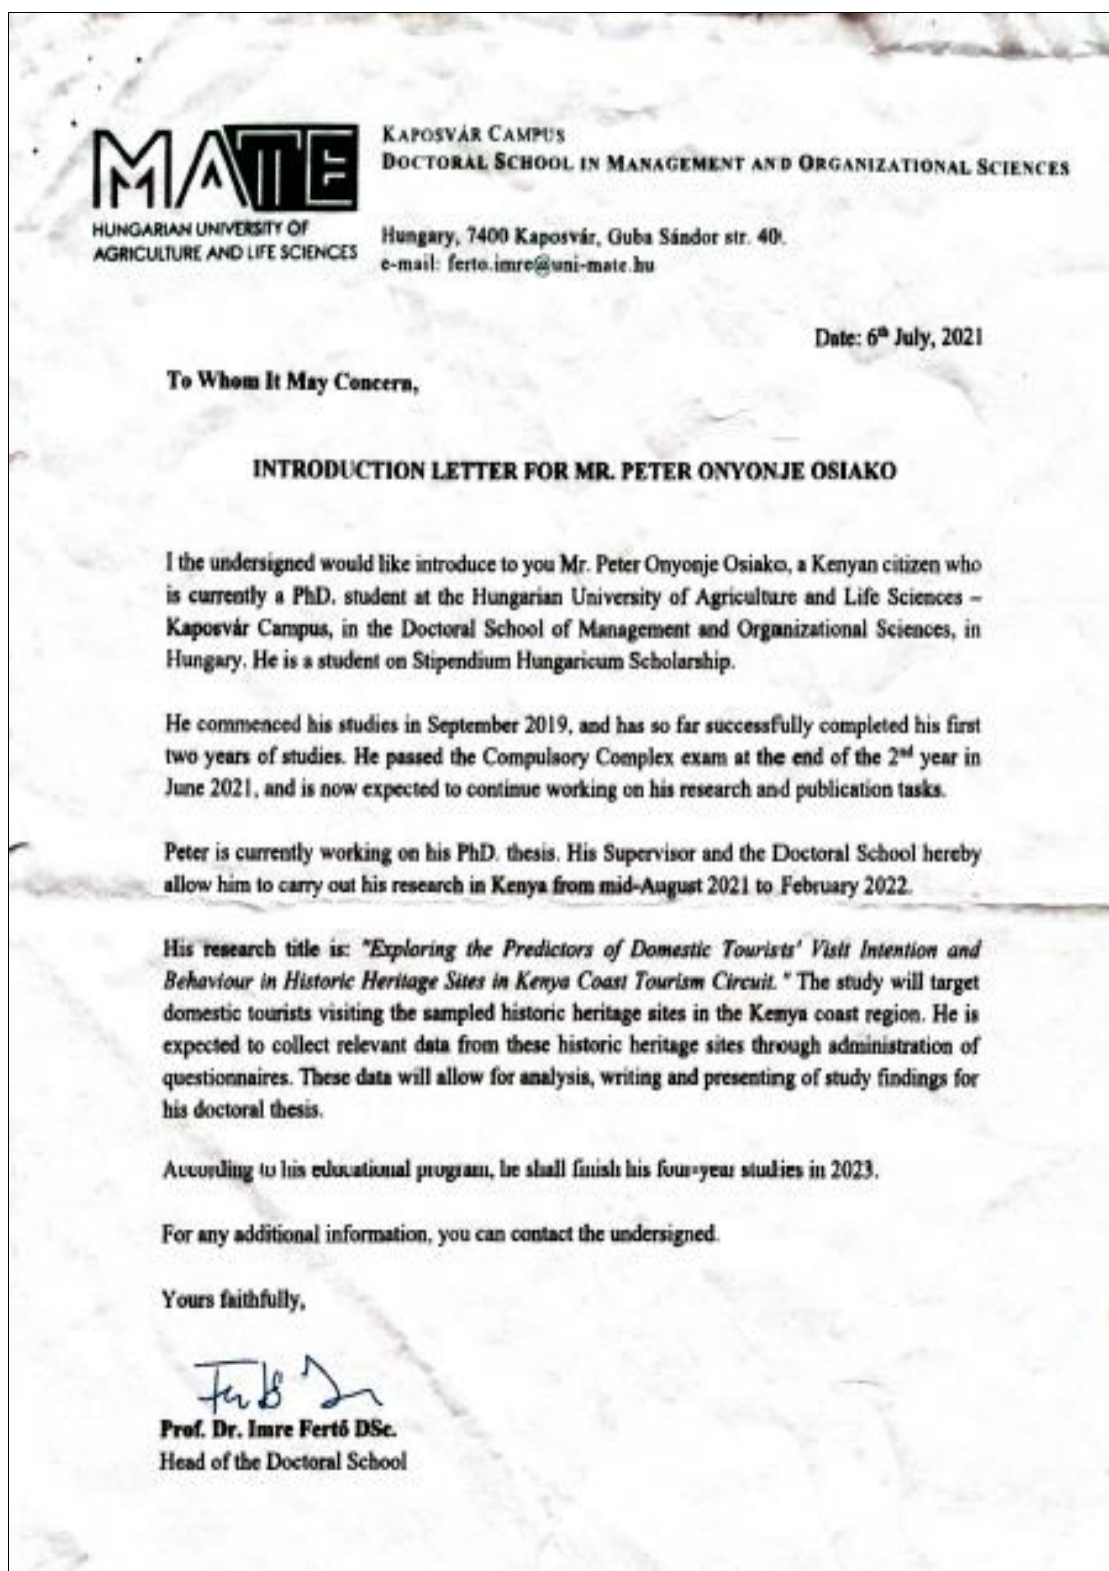 MATE
HUNGARIAN UNIVERSITY OF
AGRICULTURE AND LIFE SCIENCES
KAPOSVÁR CAMPUS
DOCTORAL SCHOOL IN MANAGEMENT AND ORGANIZATIONAL SCIENCES
Hungary, 7400 Kaposvár, Guba Sándor str. 40.
e-mail: ferto.imre@uni-mate.hu
Date: 6th July, 2021
To Whom It May Concern,
INTRODUCTION LETTER FOR MR. PETER ONYONJE OSIAKO
I the undersigned would like introduce to you Mr. Peter Onyonje Osiako, a Kenyan citizen who
is currently a PhD. student at the Hungarian University of Agriculture and Life Sciences –
Kaposvár Campus, in the Doctoral School of Management and Organizational Sciences, in
Hungary. He is a student on Stipendium Hungaricum Scholarship.
He commenced his studies in September 2019, and has so far successfully completed his first
two years of studies. He passed the Compulsory Complex exam at the end of the 2nd year in
June 2021, and is now expected to continue working on his research and publication tasks.
Peter is currently working on his PhD. thesis. His Supervisor and the Doctoral School hereby
allow him to carry out his research in Kenya from mid-August 2021 to February 2022.
His research title is: "Exploring the Predictors of Domestic Tourists' Visit Intention and
Behaviour in Historic Heritage Sites in Kenya Coast Tourism Circuit." The study will target
domestic tourists visiting the sampled historic heritage sites in the Kenya coast region. He is
expected to collect relevant data from these historic heritage sites through administration of
questionnaires. These data will allow for analysis, writing and presenting of study findings for
his doctoral thesis.
According to his educational program, he shall finish his four-year studies in 2023.
For any additional information, you can contact the undersigned.
Yours faithfully,
Prof. Dr. Imre Fertő DSc.
Head of the Doctoral School